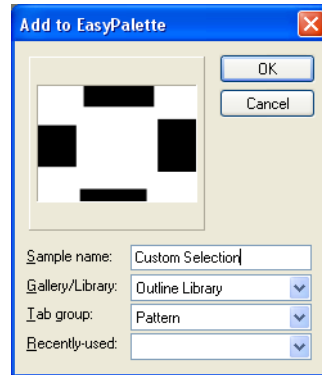 Add to EasyPalette
OK
Cancel
Sample name: Custom Selection
Gallery/Library: Outline Library
Tab group: Pattern
Recently-used: